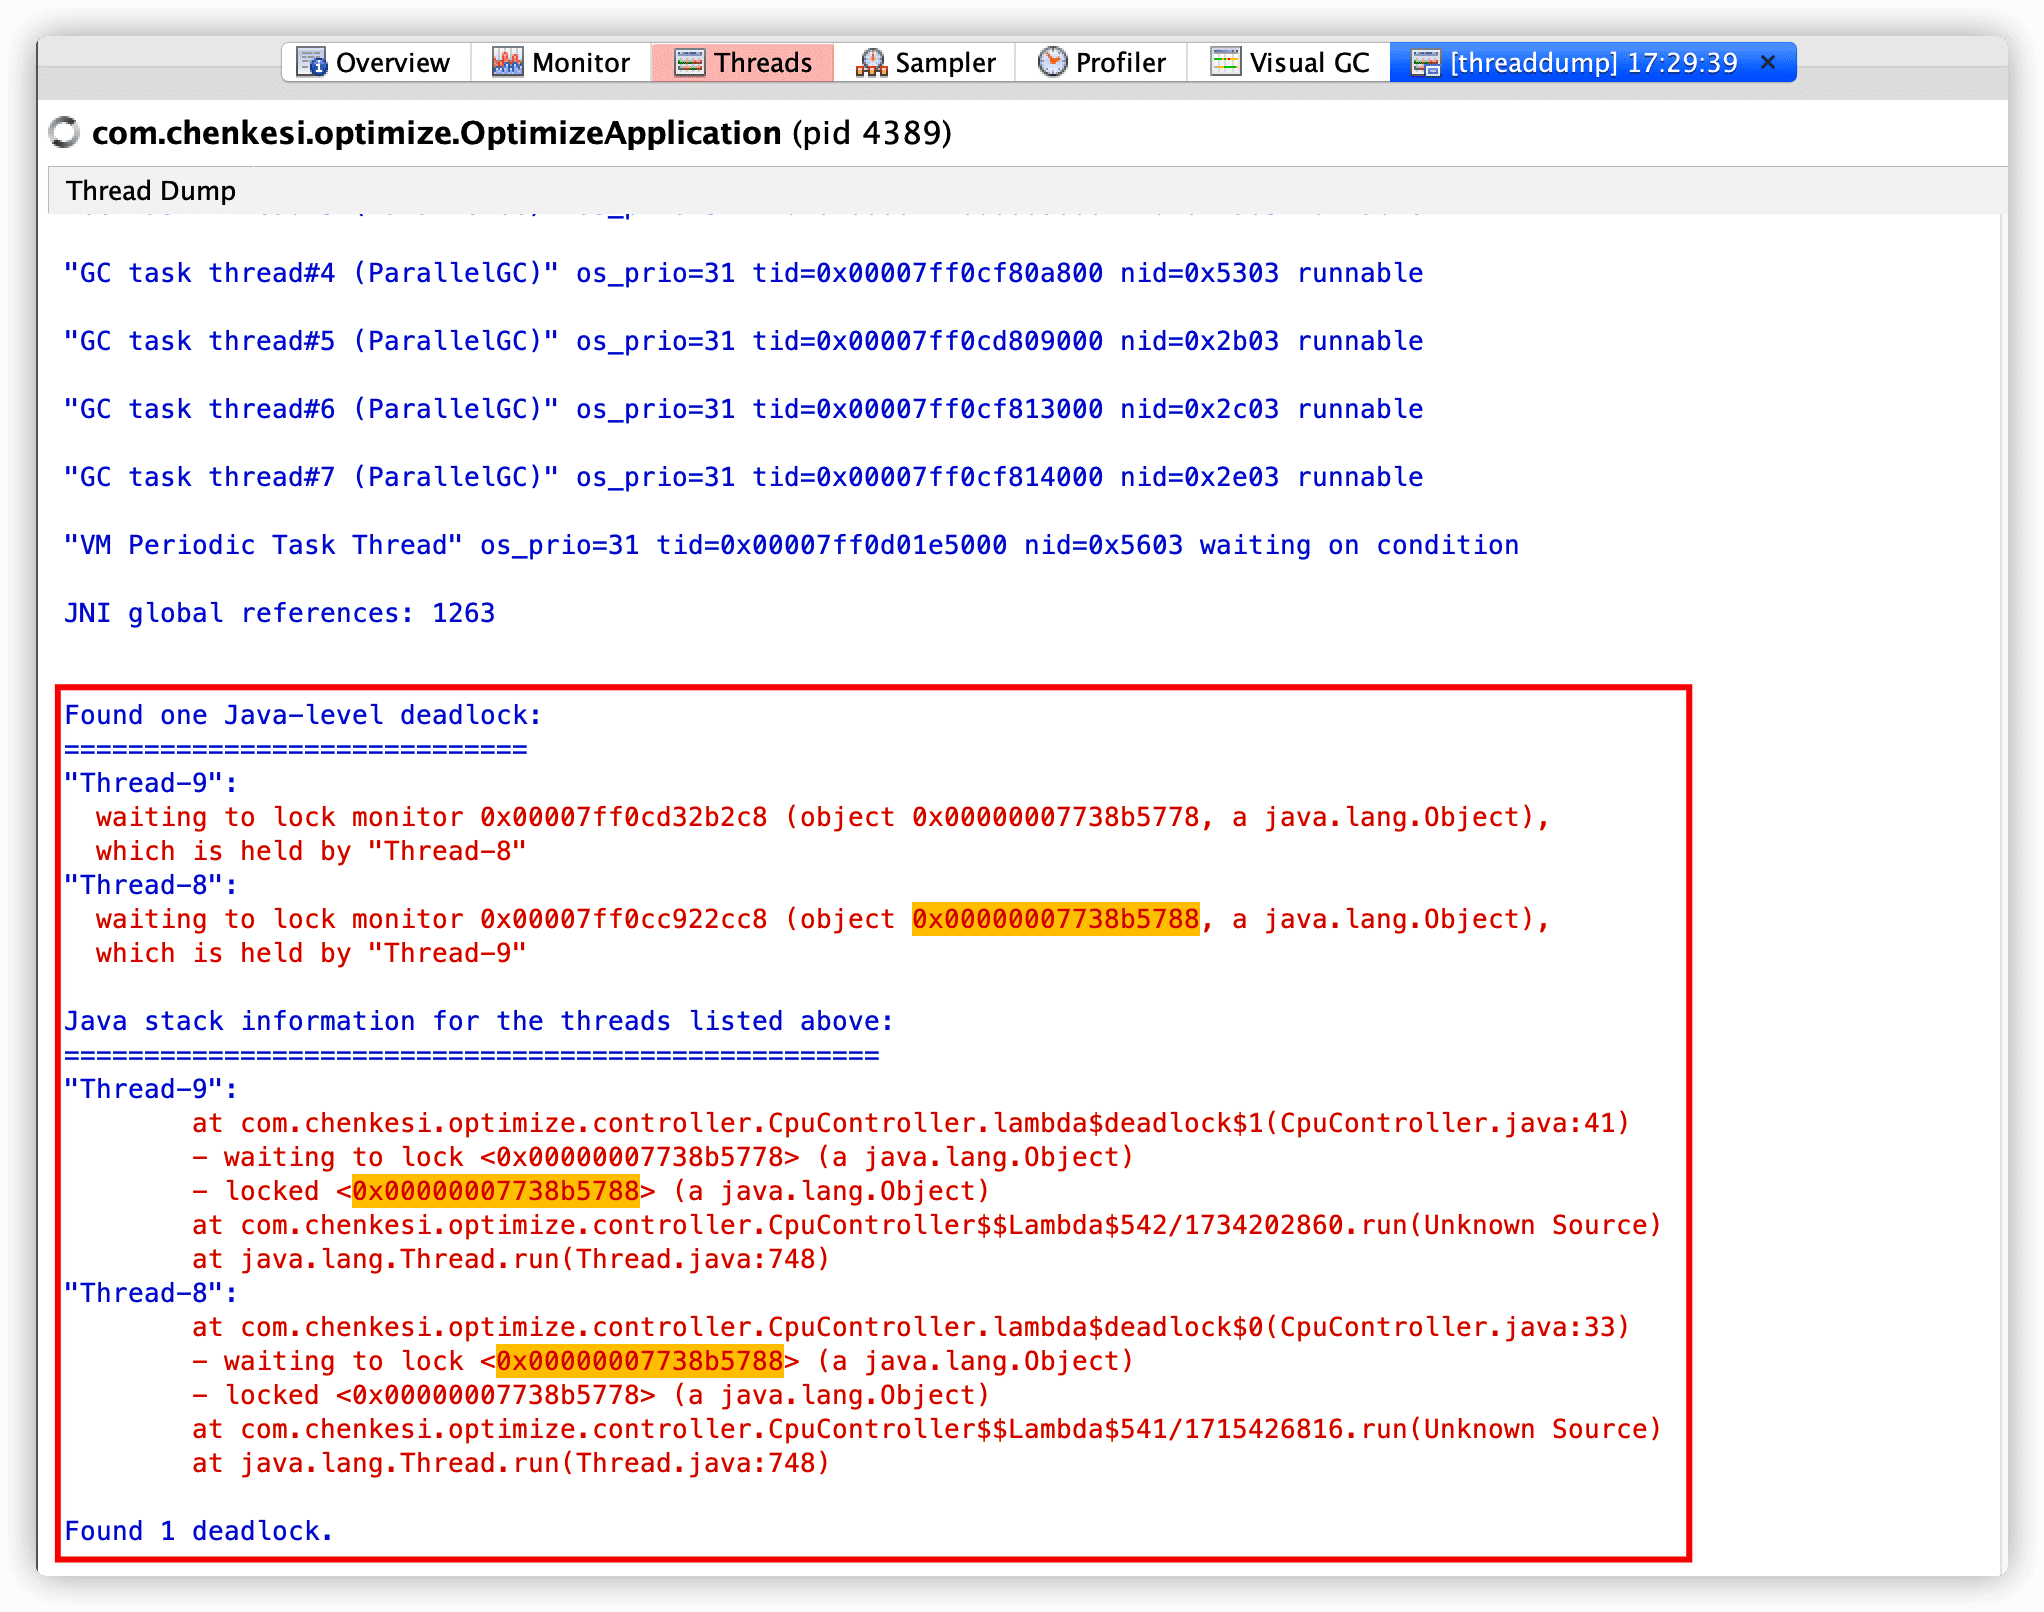 Overview Monitor Threads Sampler Profiler Visual GC [threaddump] 17:29:39 ×
com.chenkesi.optimize.OptimizeApplication (pid 4389)
Thread Dump
"GC task thread#4 (ParallelGC)" os_prio=31 tid=0x00007ff0cf80a800 nid=0x5303 runnable
"GC task thread#5 (ParallelGC)" os_prio=31 tid=0x00007ff0cd809000 nid=0x2b03 runnable
"GC task thread#6 (ParallelGC)" os_prio=31 tid=0x00007ff0cf813000 nid=0x2c03 runnable
"GC task thread#7 (ParallelGC)" os_prio=31 tid=0x00007ff0cf814000 nid=0x2e03 runnable
"VM Periodic Task Thread" os_prio=31 tid=0x00007ff0d01e5000 nid=0x5603 waiting on condition
JNI global references: 1263
Found one Java-level deadlock:
=============================
"Thread-9":
waiting to lock monitor 0x00007ff0cd32b2c8 (object 0x00000007738b5778, a java.lang.Object),
which is held by "Thread-8"
"Thread-8":
waiting to lock monitor 0x00007ff0cc922cc8 (object 0x00000007738b5788, a java.lang.Object),
which is held by "Thread-9"
Java stack information for the threads listed above:
===================================================
"Thread-9":
at com.chenkesi.optimize.controller.CpuController.lambda$deadlock$1(CpuController.java:41)
- waiting to lock <0x00000007738b5778> (a java.lang.Object)
- locked <0x00000007738b5788> (a java.lang.Object)
at com.chenkesi.optimize.controller.CpuController$$Lambda$542/1734202860.run(Unknown Source)
at java.lang.Thread.run(Thread.java:748)
"Thread-8":
at com.chenkesi.optimize.controller.CpuController.lambda$deadlock$0(CpuController.java:33)
- waiting to lock <0x00000007738b5788> (a java.lang.Object)
- locked <0x00000007738b5778> (a java.lang.Object)
at com.chenkesi.optimize.controller.CpuController$$Lambda$541/1715426816.run(Unknown Source)
at java.lang.Thread.run(Thread.java:748)
Found 1 deadlock.